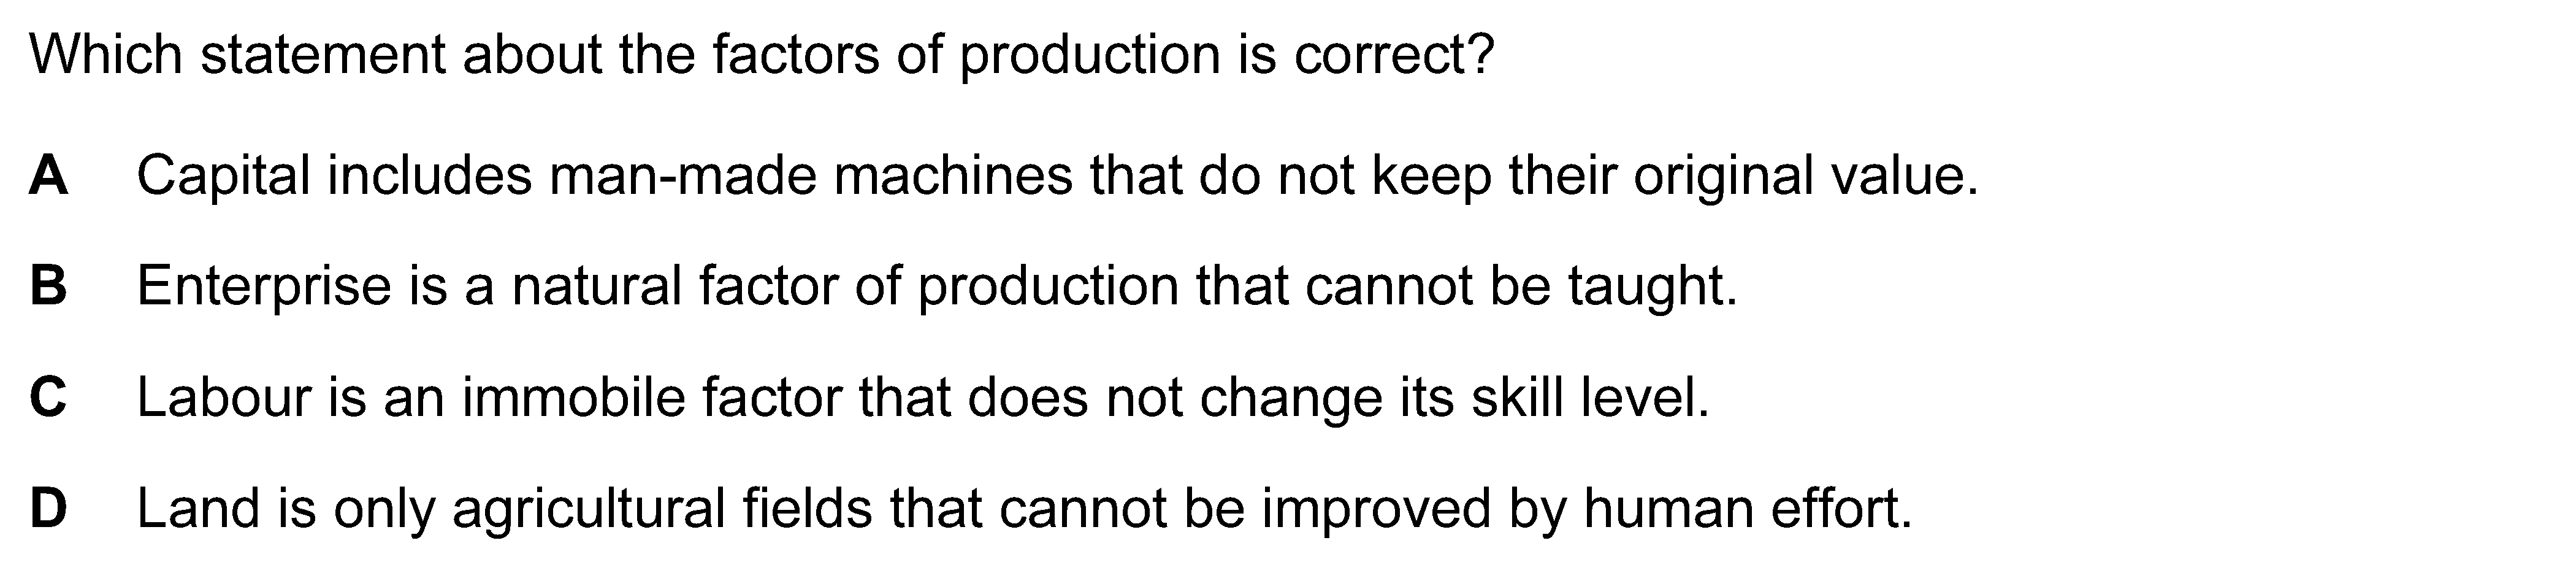 Which statement about the factors of production is correct?
A Capital includes man-made machines that do not keep their original value.
B Enterprise is a natural factor of production that cannot be taught.
C Labour is an immobile factor that does not change its skill level.
D Land is only agricultural fields that cannot be improved by human effort.